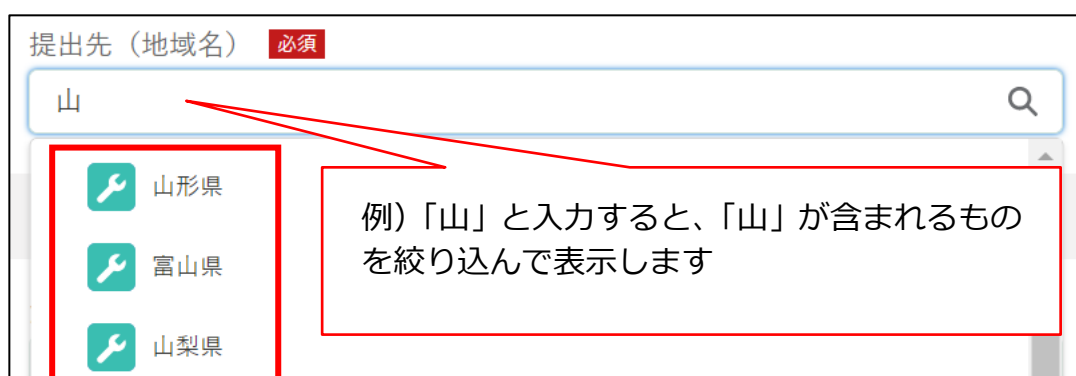 提出先（地域名） 必須
山
山形県
富山県
山梨県
例）「山」と入力すると、「山」が含まれるもの
を絞り込んで表示します